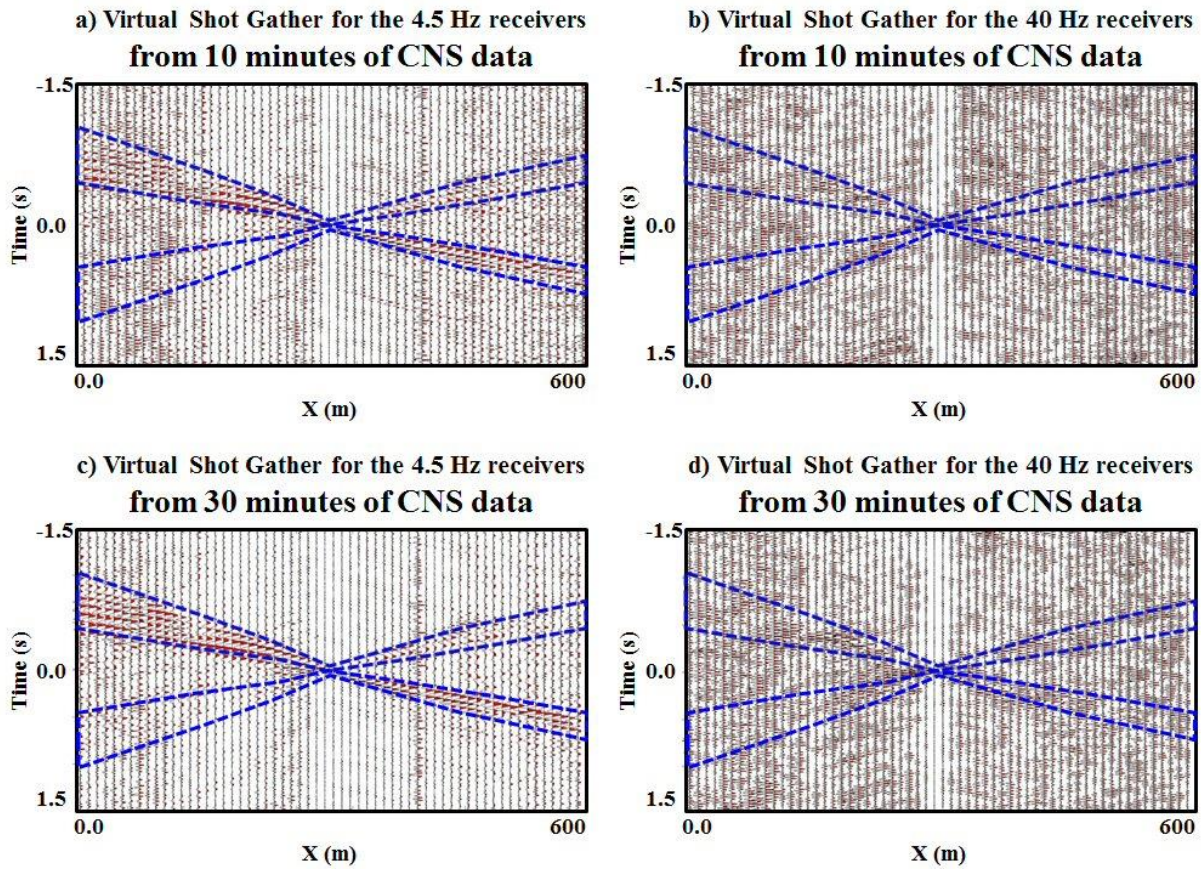 a) Virtual Shot Gather for the 4.5 Hz receivers
from 10 minutes of CNS data
-1.5
0.0
1.5
Time (s)
0.0
600
X (m)
b) Virtual Shot Gather for the 40 Hz receivers
from 10 minutes of CNS data
-1.5
0.0
1.5
Time (s)
0.0
600
X (m)
c) Virtual Shot Gather for the 4.5 Hz receivers
from 30 minutes of CNS data
-1.5
0.0
1.5
Time (s)
0.0
600
X (m)
d) Virtual Shot Gather for the 40 Hz receivers
from 30 minutes of CNS data
-1.5
0.0
1.5
Time (s)
0.0
600
X (m)